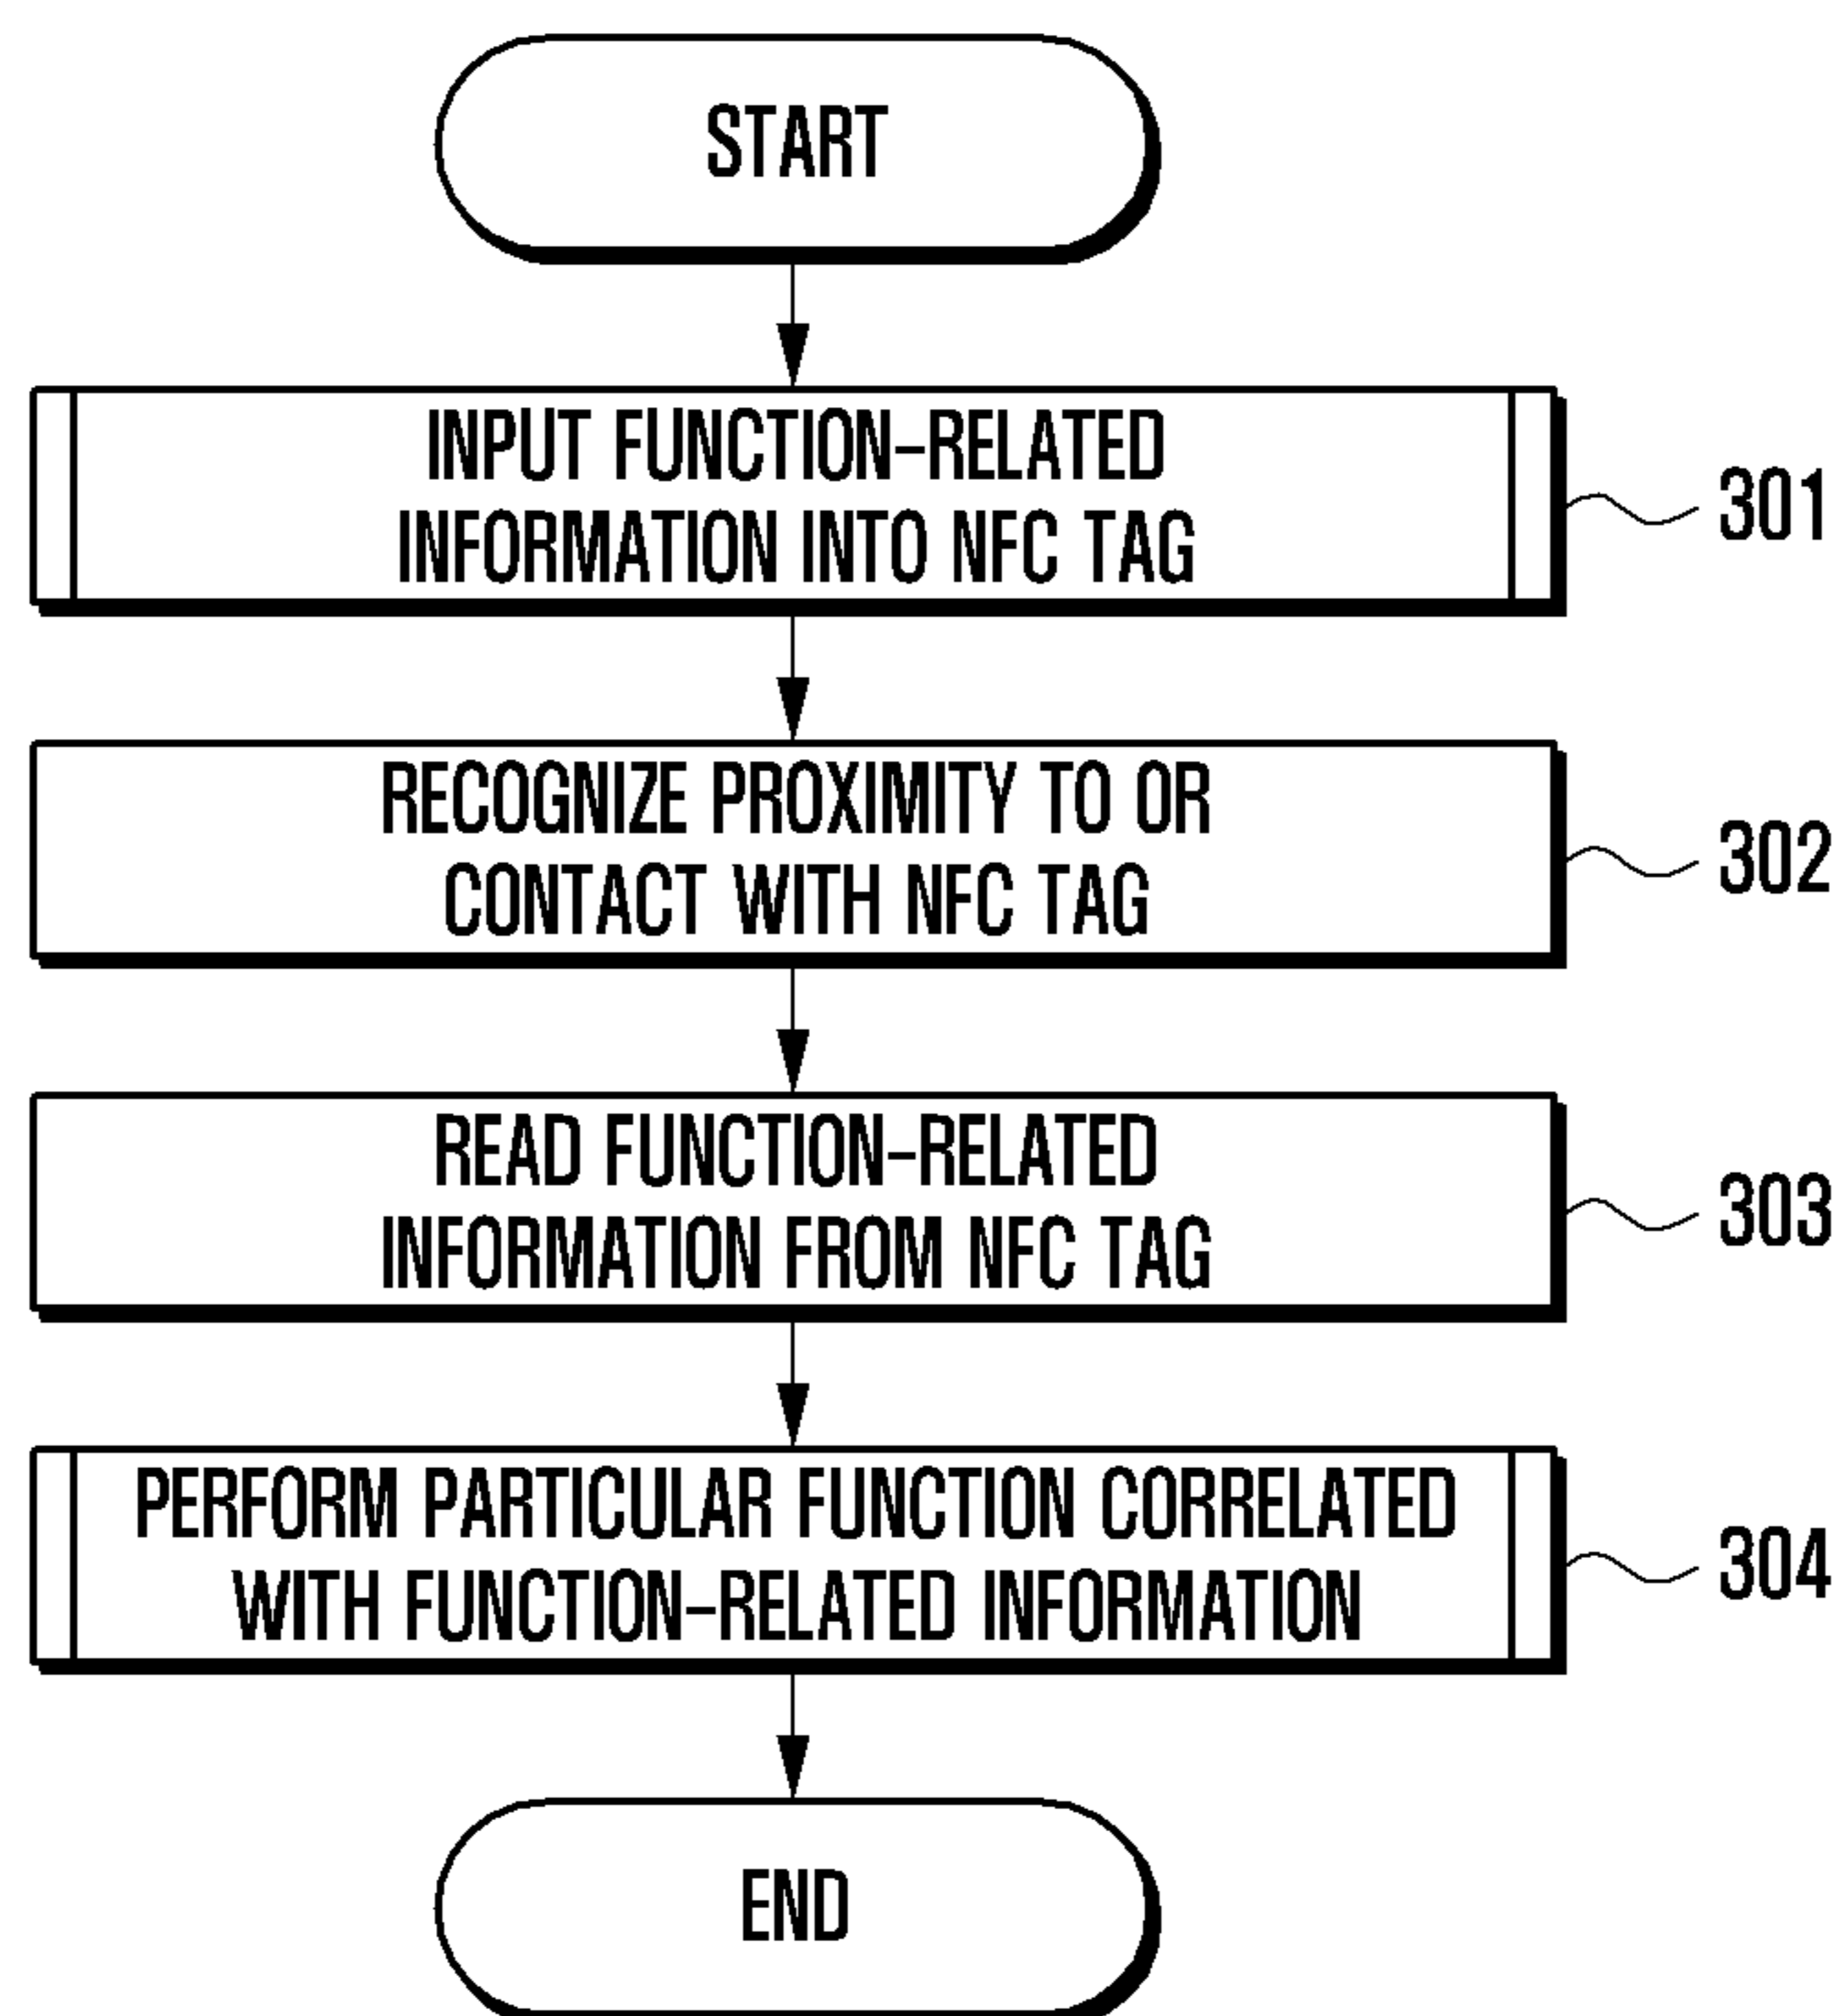 START
INPUT FUNCTION-RELATED
INFORMATION INTO NFC TAG
301
RECOGNIZE PROXIMITY TO OR
CONTACT WITH NFC TAG
302
READ FUNCTION-RELATED
INFORMATION FROM NFC TAG
303
PERFORM PARTICULAR FUNCTION CORRELATED
WITH FUNCTION-RELATED INFORMATION
304
END